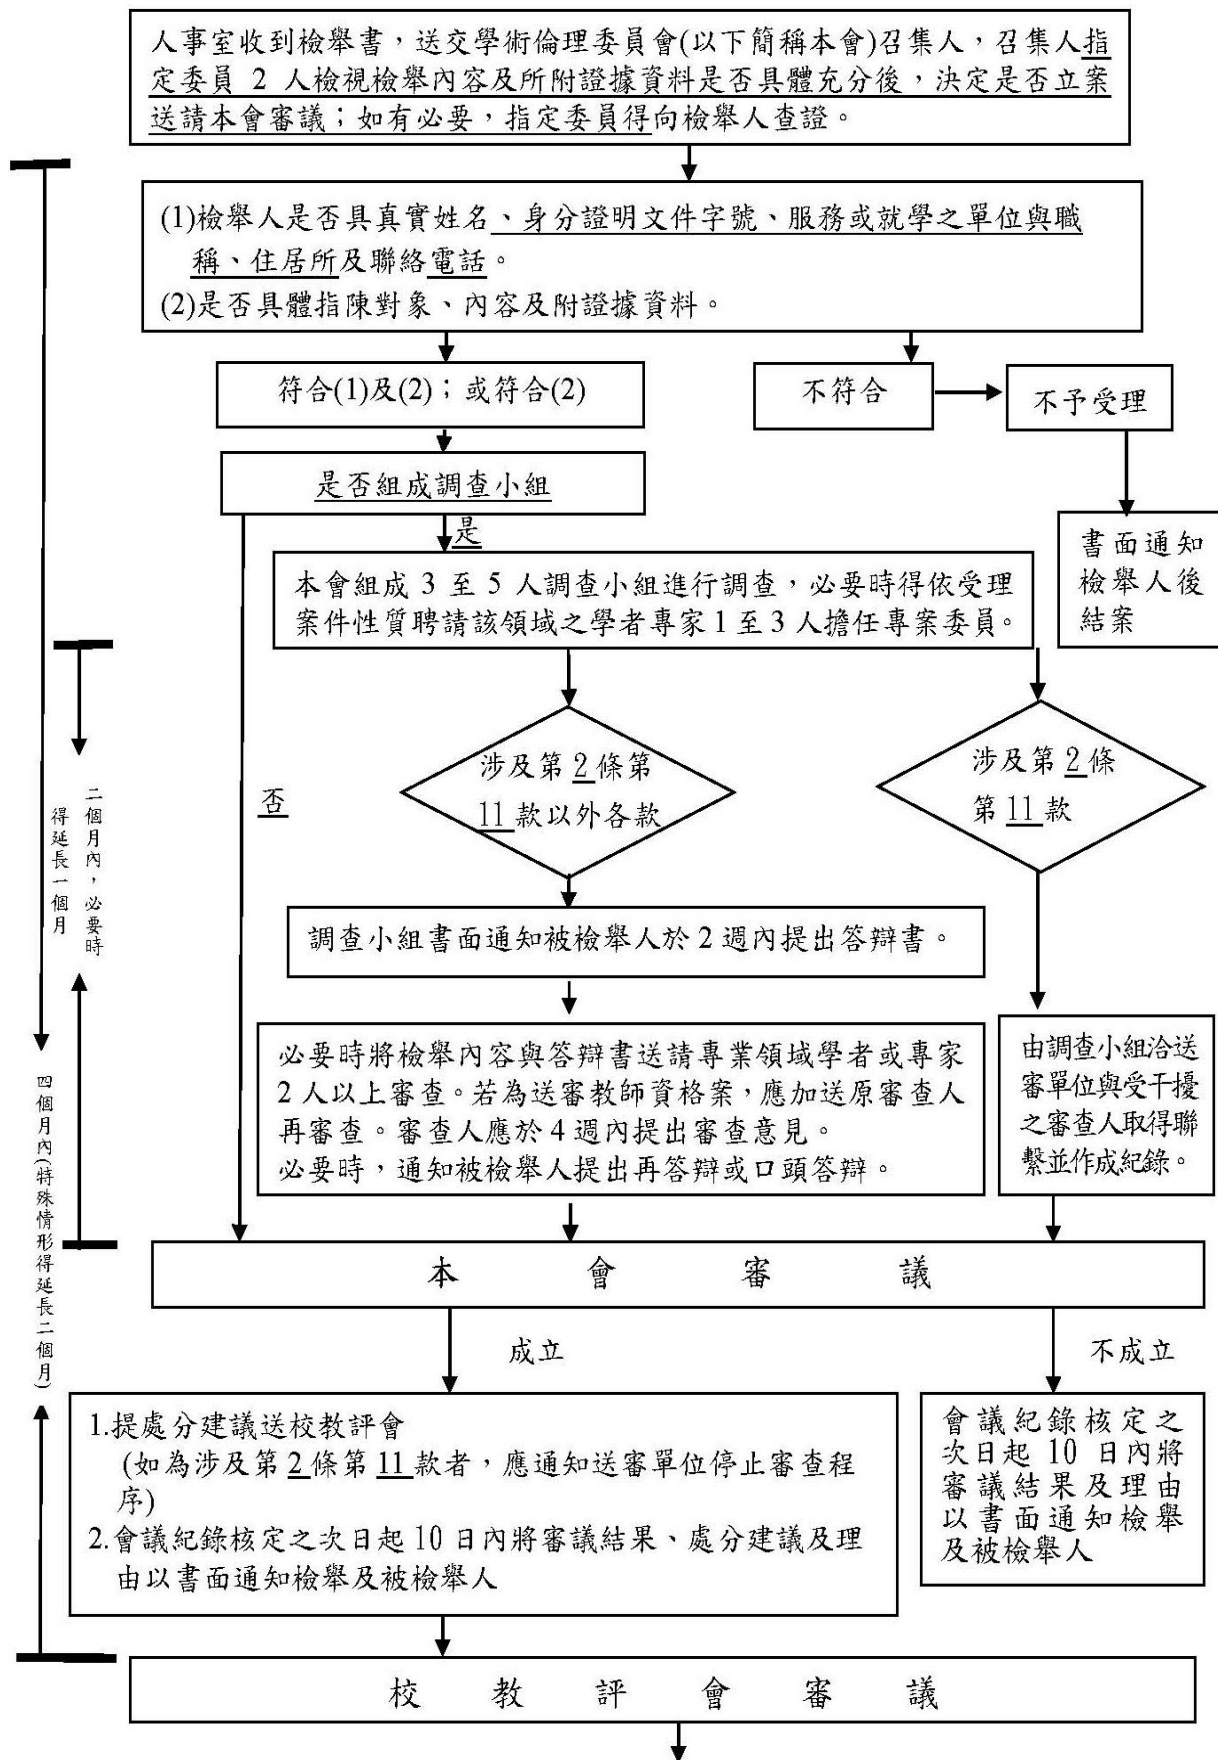 人事室收到檢舉書，送交學術倫理委員會(以下簡稱本會)召集人，召集人指
定委員 2 人檢視檢舉內容及所附證據資料是否具體充分後，決定是否立案
送請本會審議；如有必要，指定委員得向檢舉人查證。
(1)檢舉人是否具真實姓名、身分證明文件字號、服務或就學之單位與職
稱、住居所及聯絡電話。
(2)是否具體指陳對象、內容及附證據資料。
符合(1)及(2)；或符合(2)
不符合
不予受理
是否組成調查小組
是
書面通知
檢舉人後
結案
本會組成 3 至 5 人調查小組進行調查，必要時得依受理
案件性質聘請該領域之學者專家 1 至 3 人擔任專案委員。
否
涉及第 2 條第
11 款以外各款
涉及第 2 條
第 11 款
二個月內，必要時
得延長一個月
調查小組書面通知被檢舉人於 2 週內提出答辯書。
必要時將檢舉內容與答辯書送請專業領域學者或專家
2 人以上審查。若為送審教師資格案，應加送原審查人
再審查。審查人應於 4 週內提出審查意見。
必要時，通知被檢舉人提出再答辯或口頭答辯。
由調查小組洽送
審單位與受干擾
之審查人取得聯
繫並作成紀錄。
四個月內(特殊情形得延長二個月)
本會審議
成立
不成立
1.提處分建議送校教評會
(如為涉及第 2 條第 11 款者，應通知送審單位停止審查程
序)
2.會議紀錄核定之次日起 10 日內將審議結果、處分建議及理
由以書面通知檢舉及被檢舉人
會議紀錄核定之
次日起 10 日內將
審議結果及理由
以書面通知檢舉
及被檢舉人
校教評會審議